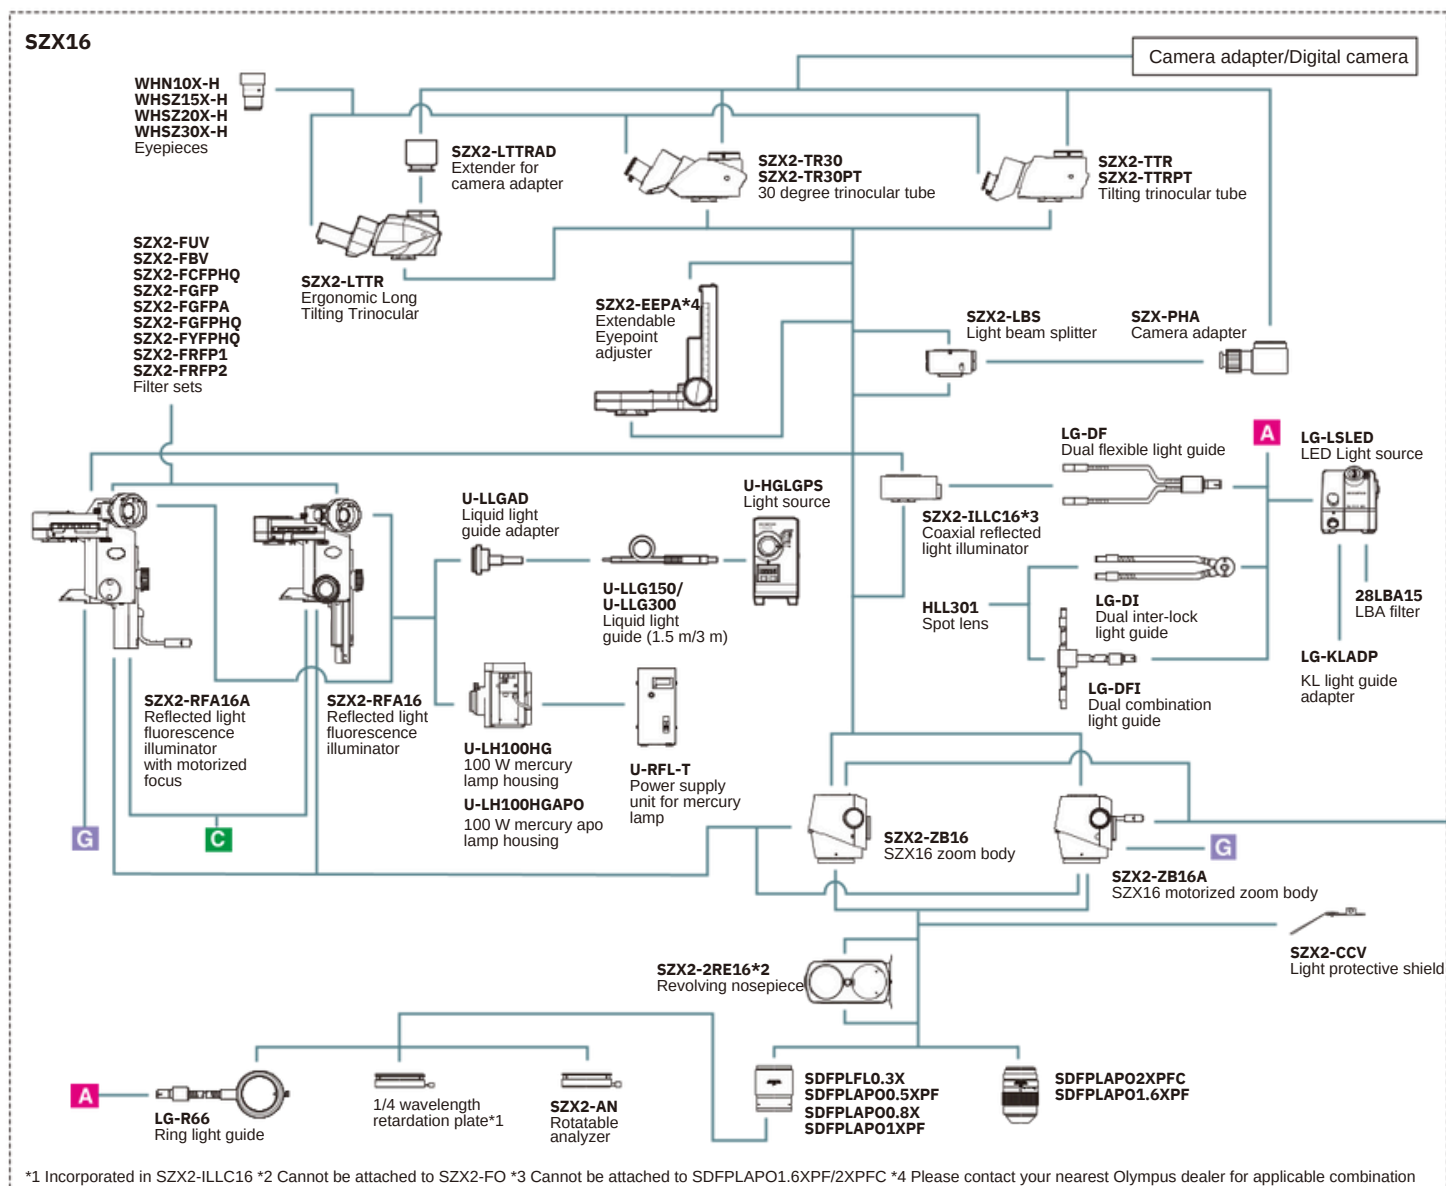 SZX16
Camera adapter/Digital camera
WHN10X-H
WHSZ15X-H
WHSZ20X-H
WHSZ30X-H
Eyepieces
SZX2-LTTRAD
Extender for
camera adapter
SZX2-TR30
SZX2-TR30PT
30 degree trinocular tube
SZX2-TTR
SZX2-TTRPT
Tilting trinocular tube
SZX2-FUV
SZX2-FBV
SZX2-FCFPHQ
SZX2-FGFP
SZX2-FGFPA
SZX2-FGFPHQ
SZX2-FYFPHQ
SZX2-FRFP1
SZX2-FRFP2
Filter sets
SZX2-LTTR
Ergonomic Long
Tilting Trinocular
SZX2-EEPA*4
Extendable
Eyepoint
adjuster
SZX2-LBS
Light beam splitter
SZX-PHA
Camera adapter
A
LG-DF
Dual flexible light guide
LG-LSLED
LED Light source
U-LLGAD
Liquid light
guide adapter
U-HGLGPS
Light source
SZX2-ILLC16*3
Coaxial reflected
light illuminator
U-LLG150/
U-LLG300
Liquid light
guide (1.5 m/3 m)
HLL301
Spot lens
LG-DI
Dual inter-lock
light guide
28LBA15
LBA filter
LG-KLADP
KL light guide
adapter
LG-DFI
Dual combination
light guide
SZX2-RFA16A
Reflected light
fluorescence
illuminator
with motorized
focus
SZX2-RFA16
Reflected light
fluorescence
illuminator
U-LH100HG
100 W mercury
lamp housing
U-LH100HGAPO
100 W mercury apo
lamp housing
U-RFL-T
Power supply
unit for mercury
lamp
G
C
SZX2-ZB16
SZX16 zoom body
G
SZX2-ZB16A
SZX16 motorized zoom body
SZX2-CCV
Light protective shield
SZX2-2RE16*2
Revolving nosepiece
A
LG-R66
Ring light guide
1/4 wavelength
retardation plate*1
SZX2-AN
Rotatable
analyzer
SDFPLFL0.3X
SDFPLAPO0.5XPF
SDFPLAPO0.8X
SDFPLAPO1XPF
SDFPLAPO2XPFC
SDFPLAPO1.6XPF
*1 Incorporated in SZX2-ILLC16 *2 Cannot be attached to SZX2-FO *3 Cannot be attached to SDFPLAPO1.6XPF/2XPFC *4 Please contact your nearest Olympus dealer for applicable combination